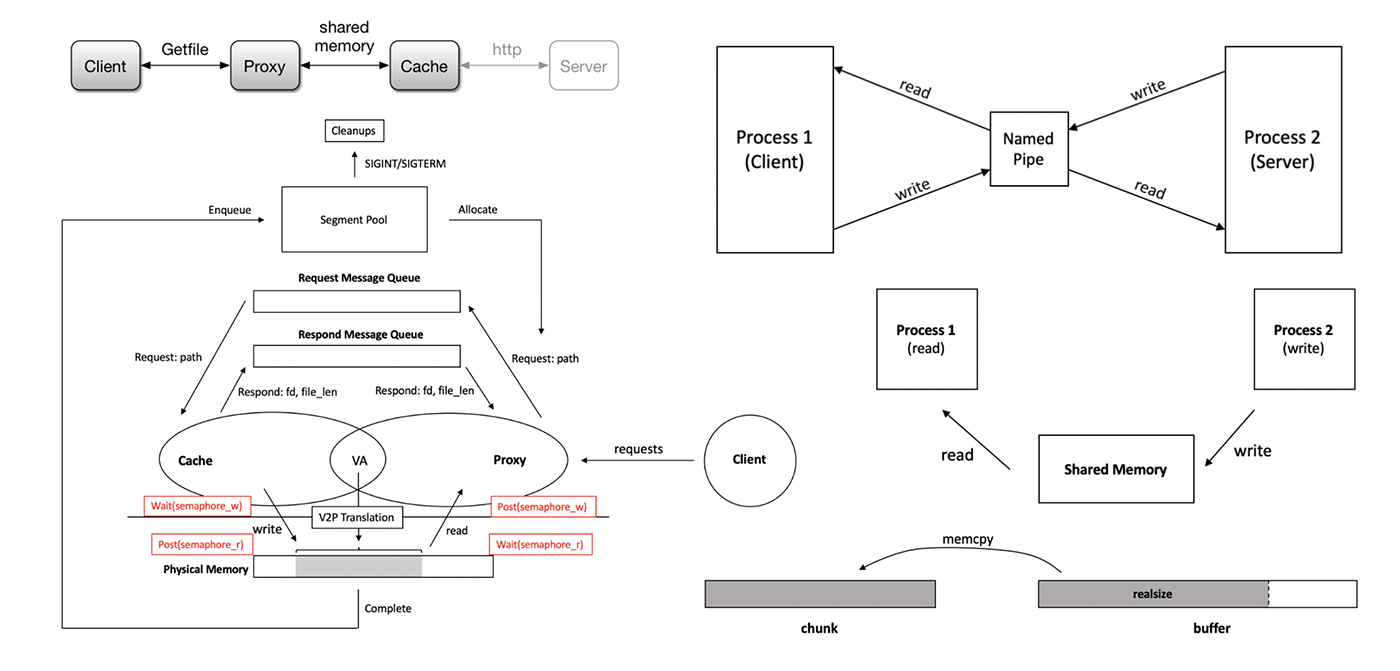 Getfile
shared
memory
http
Client
Proxy
Cache
Server
Cleanups
SIGINT/SIGTERM
Enqueue
Segment Pool
Allocate
Request Message Queue
Respond Message Queue
Request: path
Request: path
Respond: fd, file_len
Respond: fd, file_len
Cache
VA
Proxy
requests
Client
Wait(semaphore_w)
Post(semaphore_w)
V2P Translation
write
read
Post(semaphore_r)
Wait(semaphore_r)
Physical Memory
Complete
read
write
Process 1
(Client)
Named
Pipe
Process 2
(Server)
write
read
Process 1
(read)
Process 2
(write)
read
write
Shared Memory
memcpy
realsize
chunk
buffer